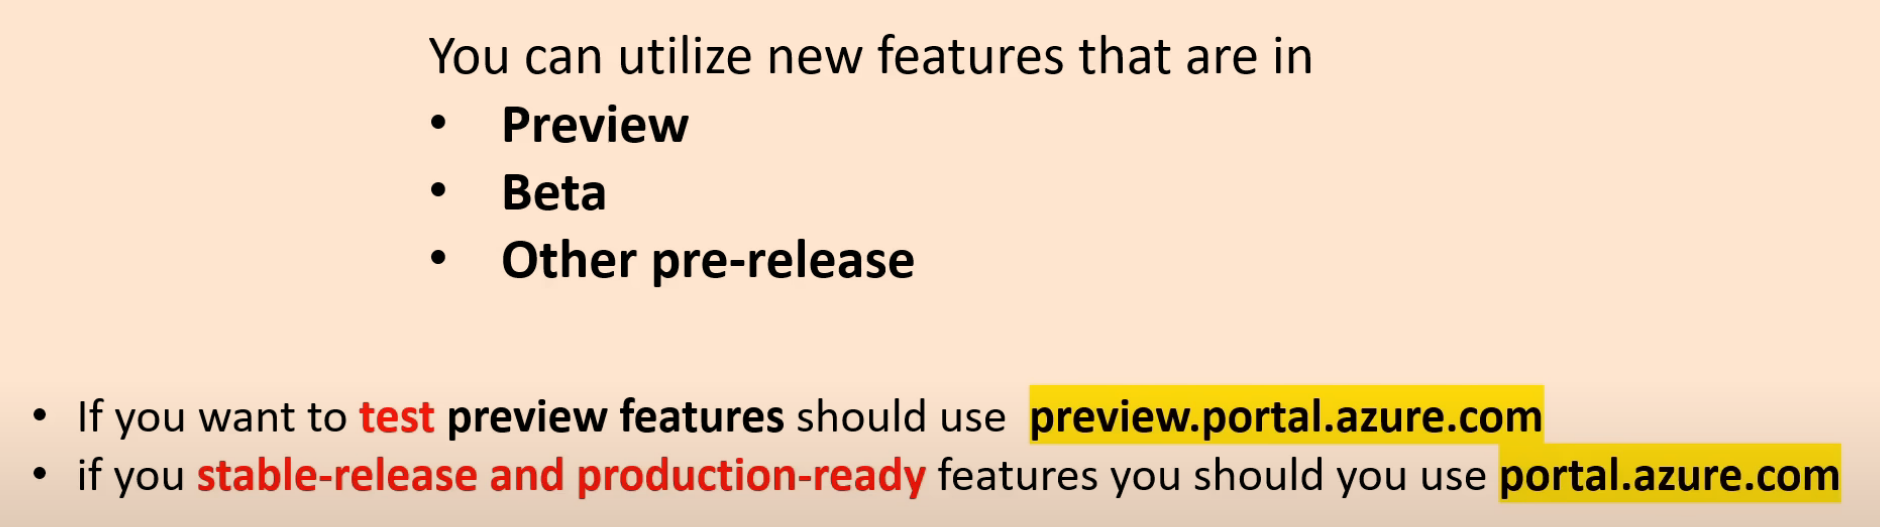 You can utilize new features that are in
• Preview
• Beta
• Other pre-release
• If you want to test preview features should use preview.portal.azure.com
• if you stable-release and production-ready features you should you use portal.azure.com